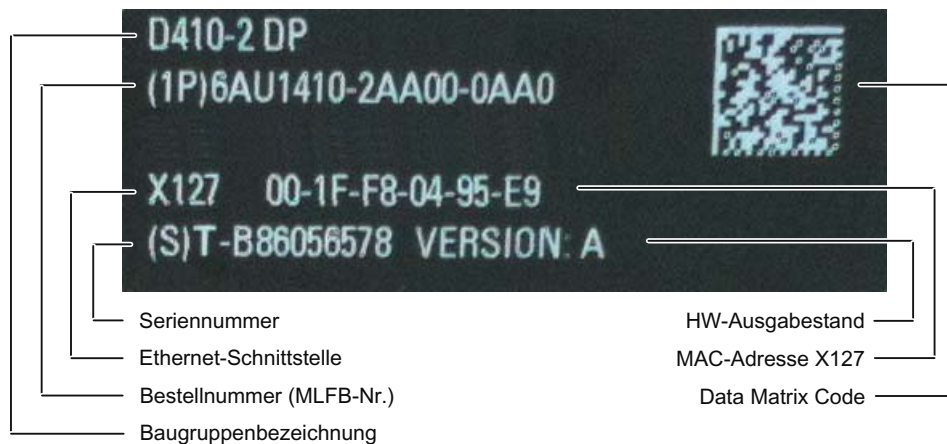 D410-2 DP
(1P)6AU1410-2AA00-0AA0
X127 00-1F-F8-04-95-E9
(S)T-B86056578 VERSION: A
Seriennummer
HW-Ausgabestand
Ethernet-Schnittstelle
MAC-Adresse X127
Bestellnummer (MLFB-Nr.)
Data Matrix Code
Baugruppenbezeichnung